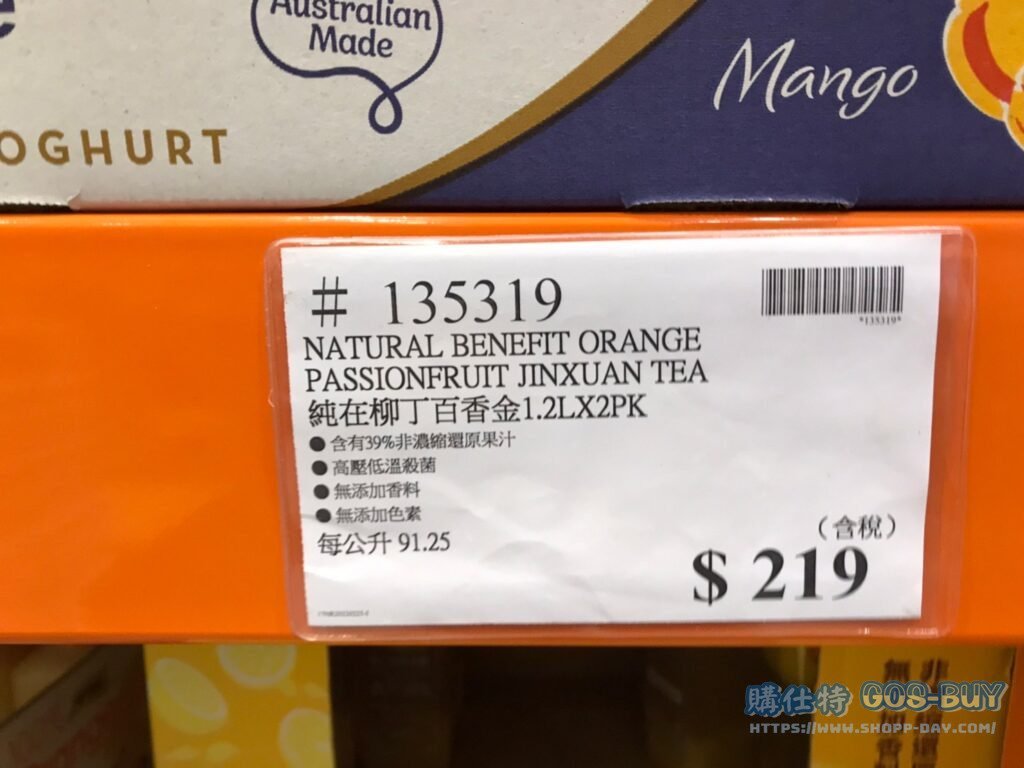 Australian
Made
Mango
OGHURT
# 135319
*135319*
NATURAL BENEFIT ORANGE
PASSIONFRUIT JINXUAN TEA
純在柳丁百香金1.2LX2PK
● 含有39%非濃縮還原果汁
● 高壓低溫殺菌
● 無添加香料
● 無添加色素
每公升 91.25
(含稅)
$ 219
購仕特 GOS-BUY
HTTPS://WWW.SHOPP-DAY.COM/